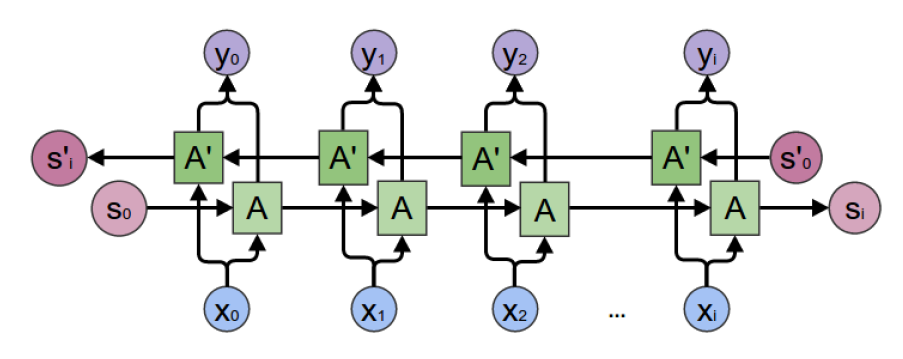 y₀ y₁ y₂ yᵢ
s'ᵢ A' A' A' A' s'₀
s₀ A A A A sᵢ
x₀ x₁ x₂ ... xᵢ